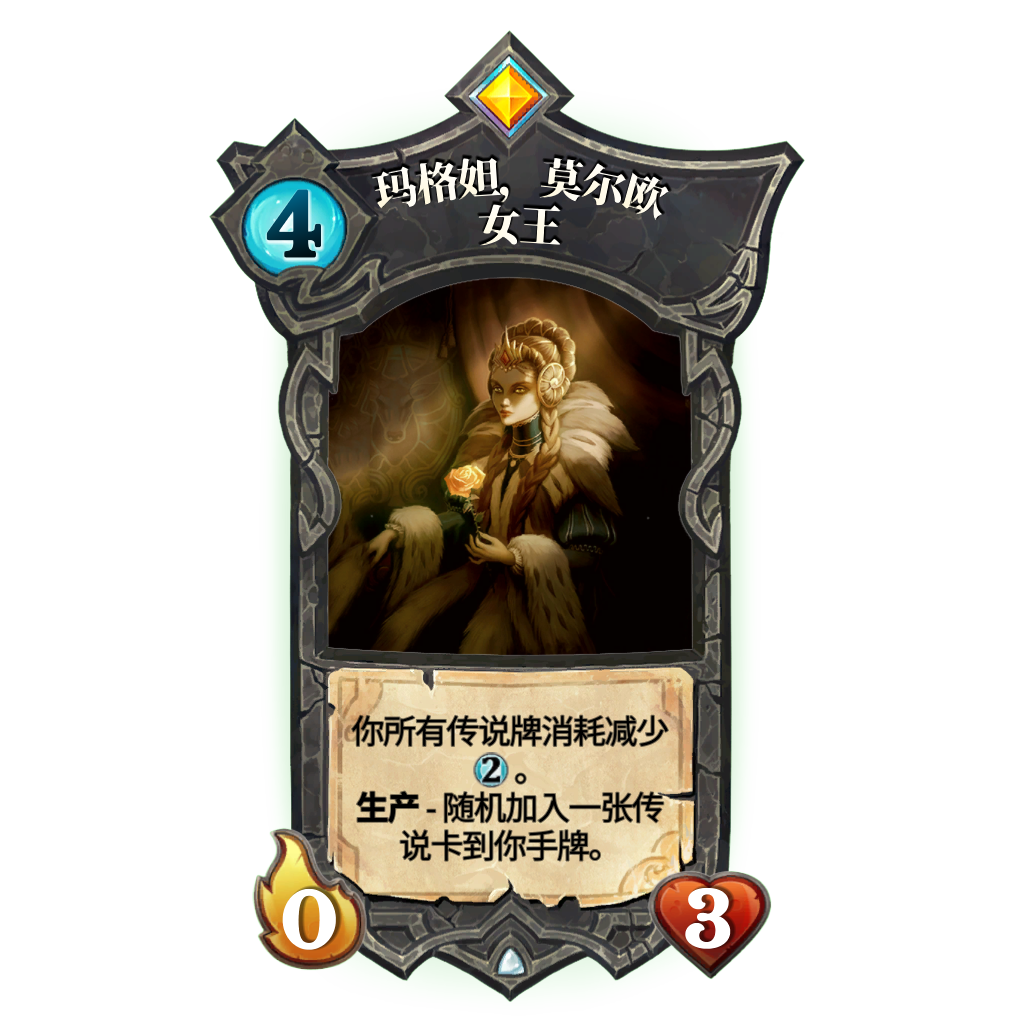 4
玛格妲，莫尔欧
女王
你所有传说牌消耗减少
2。
生产 - 随机加入一张传
说卡到你手牌。
0
3